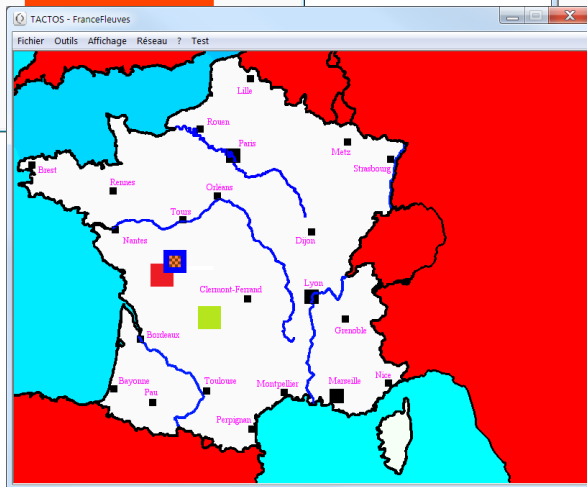 TACTOS - FranceFleuves
Fichier Outils Affichage Réseau ? Test
Lille
Rouen
Paris
Metz
Strasbourg
Brest
Rennes
Orleans
Tours
Nantes
Dijon
Clermont-Ferrand
Lyon
Grenoble
Bordeaux
Bayonne
Pau
Toulouse
Montpellier
Marseille
Nice
Perpignan